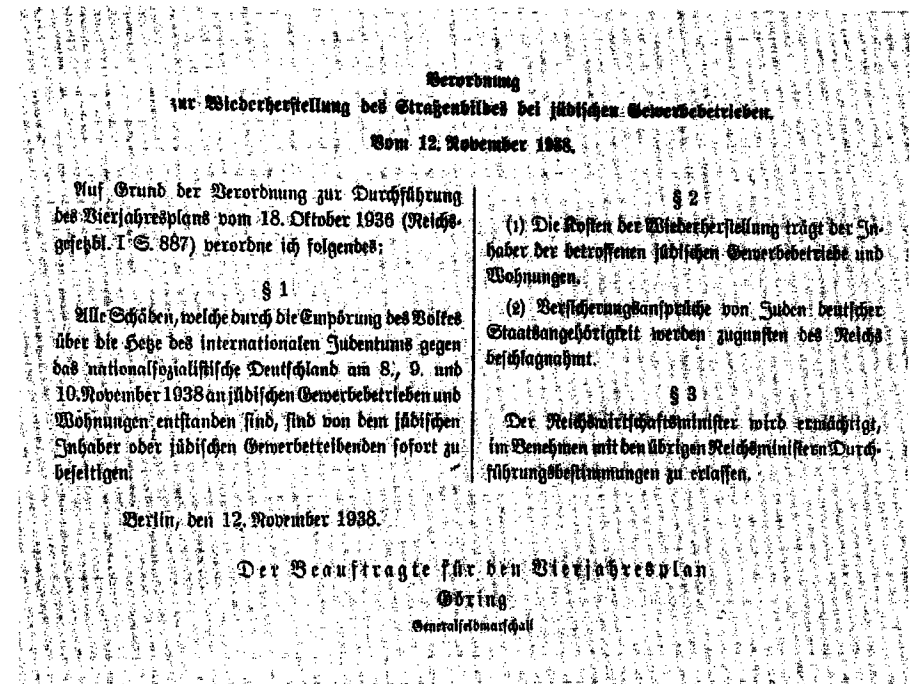 Verordnung
zur Wiederherstellung des Straßenbildes bei jüdischen Gewerbebetrieben.
Vom 12. November 1938.
Auf Grund der Verordnung zur Durchführung
des Vierjahresplans vom 18. Oktober 1936 (Reichs-
gesetzbl. I S. 887) verordne ich folgendes:
§ 1
Alle Schäden, welche durch die Empörung des Volkes
über die Hetze des internationalen Judentums gegen
das nationalsozialistische Deutschland am 8., 9. und
10. November 1938 an jüdischen Gewerbebetrieben und
Wohnungen entstanden sind, sind von dem jüdischen
Inhaber oder jüdischen Gewerbetreibenden sofort zu
beseitigen.
§ 2
(1) Die Kosten der Wiederherstellung trägt der In-
haber der betroffenen jüdischen Gewerbebetriebe und
Wohnungen.
(2) Versicherungsansprüche von Juden deutscher
Staatsangehörigkeit werden zugunsten des Reichs
beschlagnahmt.
§ 3
Der Reichswirtschaftsminister wird ermächtigt,
im Benehmen mit den übrigen Reichsministern Durch-
führungsbestimmungen zu erlassen.
Berlin, den 12. November 1938.
Der Beauftragte für den Vierjahresplan
Göring
Generalfeldmarschall